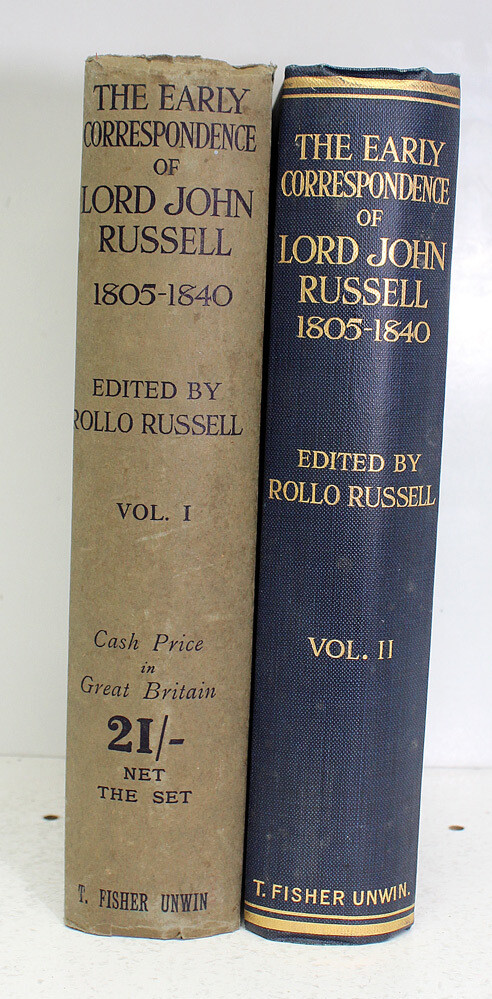 THE EARLY
CORRESPONDENCE
OF
LORD JOHN
RUSSELL
1805-1840
EDITED BY
ROLLO RUSSELL
VOL. I
Cash Price
in
Great Britain
21/-
NET
THE SET
T. FISHER UNWIN
THE EARLY
CORRESPONDENCE
OF
LORD JOHN
RUSSELL
1805-1840
EDITED BY
ROLLO RUSSELL
VOL. II
T. FISHER UNWIN.